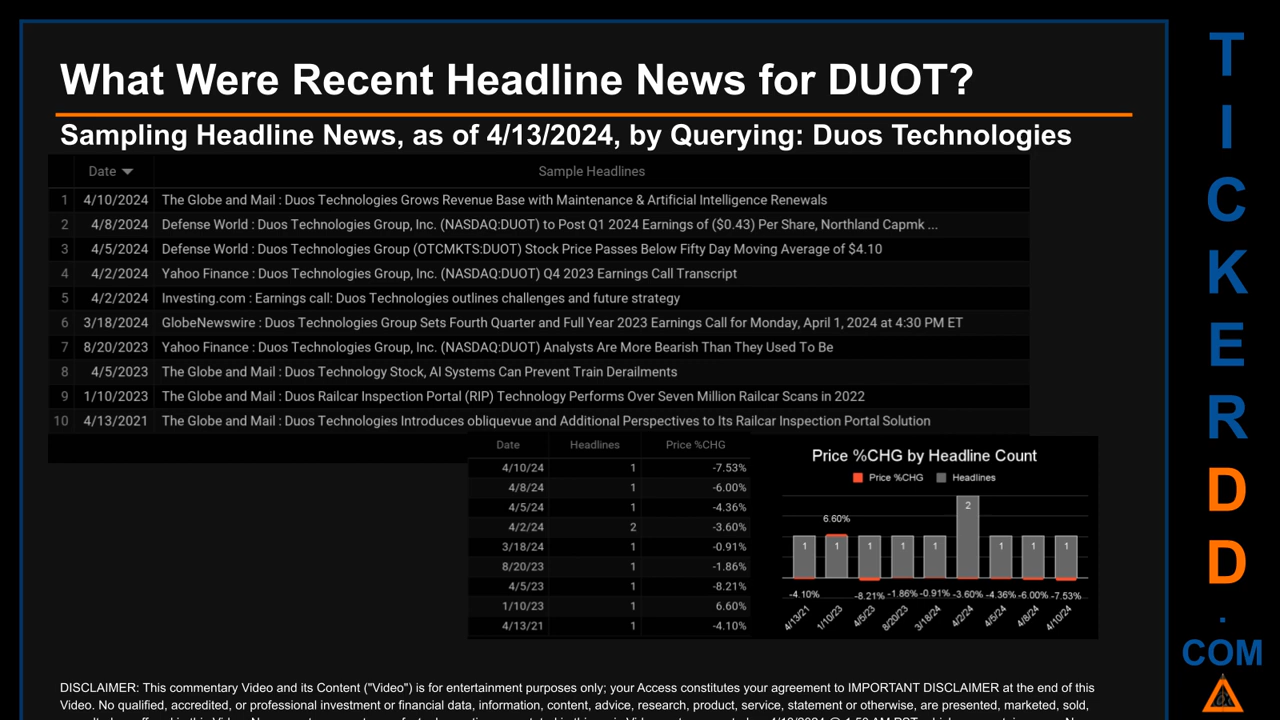 What Were Recent Headline News for DUOT?
Sampling Headline News, as of 4/13/2024, by Querying: Duos Technologies
Date Sample Headlines
1 4/10/2024 The Globe and Mail : Duos Technologies Grows Revenue Base with Maintenance & Artificial Intelligence Renewals
2 4/8/2024 Defense World : Duos Technologies Group, Inc. (NASDAQ:DUOT) to Post Q1 2024 Earnings of ($0.43) Per Share, Northland Capmk ...
3 4/5/2024 Defense World : Duos Technologies Group (OTCMKTS:DUOT) Stock Price Passes Below Fifty Day Moving Average of $4.10
4 4/2/2024 Yahoo Finance : Duos Technologies Group, Inc. (NASDAQ:DUOT) Q4 2023 Earnings Call Transcript
5 4/2/2024 Investing.com : Earnings call: Duos Technologies outlines challenges and future strategy
6 3/18/2024 GlobeNewswire : Duos Technologies Group Sets Fourth Quarter and Full Year 2023 Earnings Call for Monday, April 1, 2024 at 4:30 PM ET
7 8/20/2023 Yahoo Finance : Duos Technologies Group, Inc. (NASDAQ:DUOT) Analysts Are More Bearish Than They Used To Be
8 4/5/2023 The Globe and Mail : Duos Technology Stock, AI Systems Can Prevent Train Derailments
9 1/10/2023 The Globe and Mail : Duos Railcar Inspection Portal (RIP) Technology Performs Over Seven Million Railcar Scans in 2022
10 4/13/2021 The Globe and Mail : Duos Technologies Introduces obliquevue and Additional Perspectives to Its Railcar Inspection Portal Solution
Date Headlines Price %CHG
4/10/24 1 -7.53%
4/8/24 1 -6.00%
4/5/24 1 -4.36%
4/2/24 2 -3.60%
3/18/24 1 -0.91%
8/20/23 1 -1.86%
4/5/23 1 -8.21%
1/10/23 1 6.60%
4/13/21 1 -4.10%
Price %CHG by Headline Count
Price %CHG Headlines
2
6.60%
1 1 1 1 1 1 1 1
-4.10% -8.21% -1.86% -0.91% -3.60% -4.36% -6.00% -7.53%
4/13/21 1/10/23 4/5/23 8/20/23 3/18/24 4/2/24 4/5/24 4/8/24 4/10/24
DISCLAIMER: This commentary Video and its Content ("Video") is for entertainment purposes only; your Access constitutes your agreement to IMPORTANT DISCLAIMER at the end of this
Video. No qualified, accredited, or professional investment or financial data, information, content, advice, research, product, service, statement or otherwise, are presented, marketed, sold,
TICKERDD
.
COM